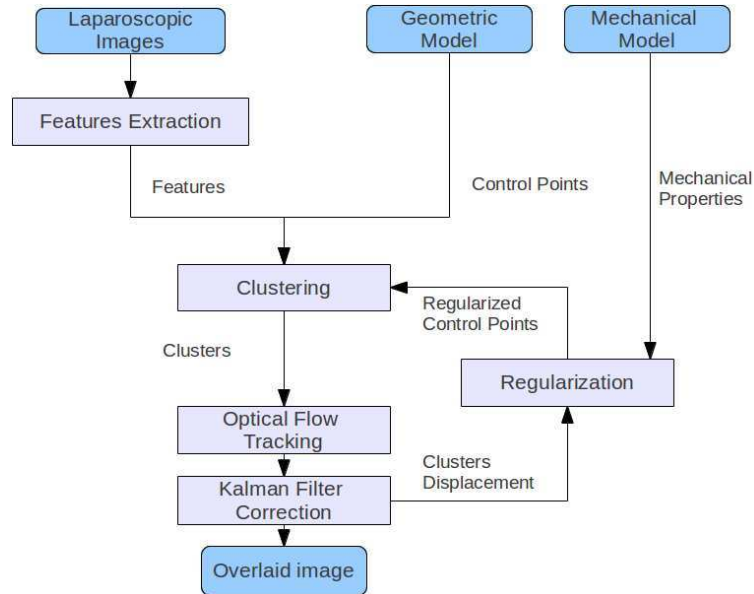 Laparoscopic
Images
Geometric
Model
Mechanical
Model
Features Extraction
Features
Control Points
Mechanical
Properties
Clustering
Regularized
Control Points
Clusters
Regularization
Optical Flow
Tracking
Clusters
Displacement
Kalman Filter
Correction
Overlaid image